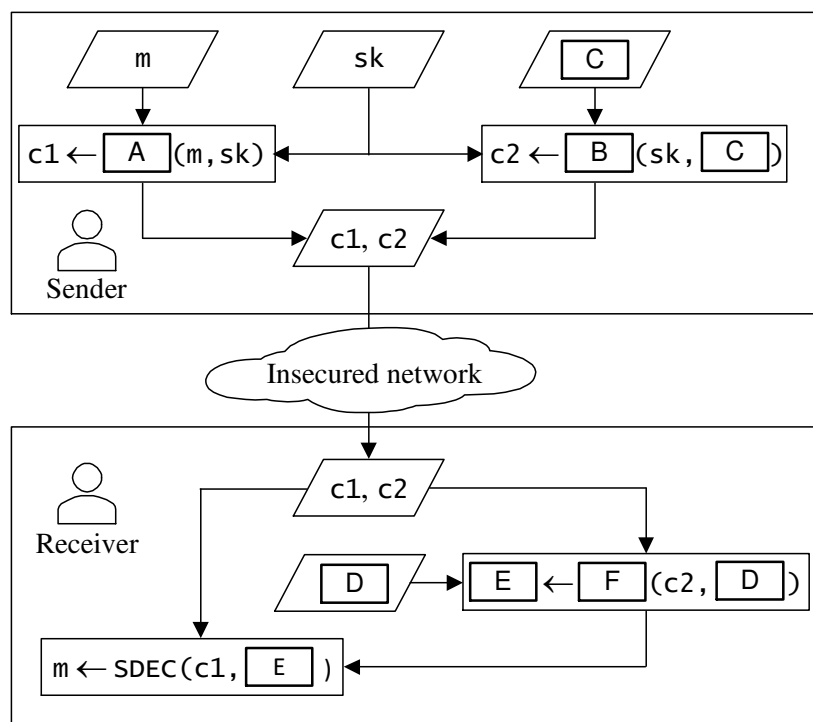 m
sk
C
c1 ← A (m,sk)
c2 ← B (sk, C )
c1, c2
Sender
Insecured network
c1, c2
Receiver
D
E ← F (c2, D )
m ← SDEC(c1, E )